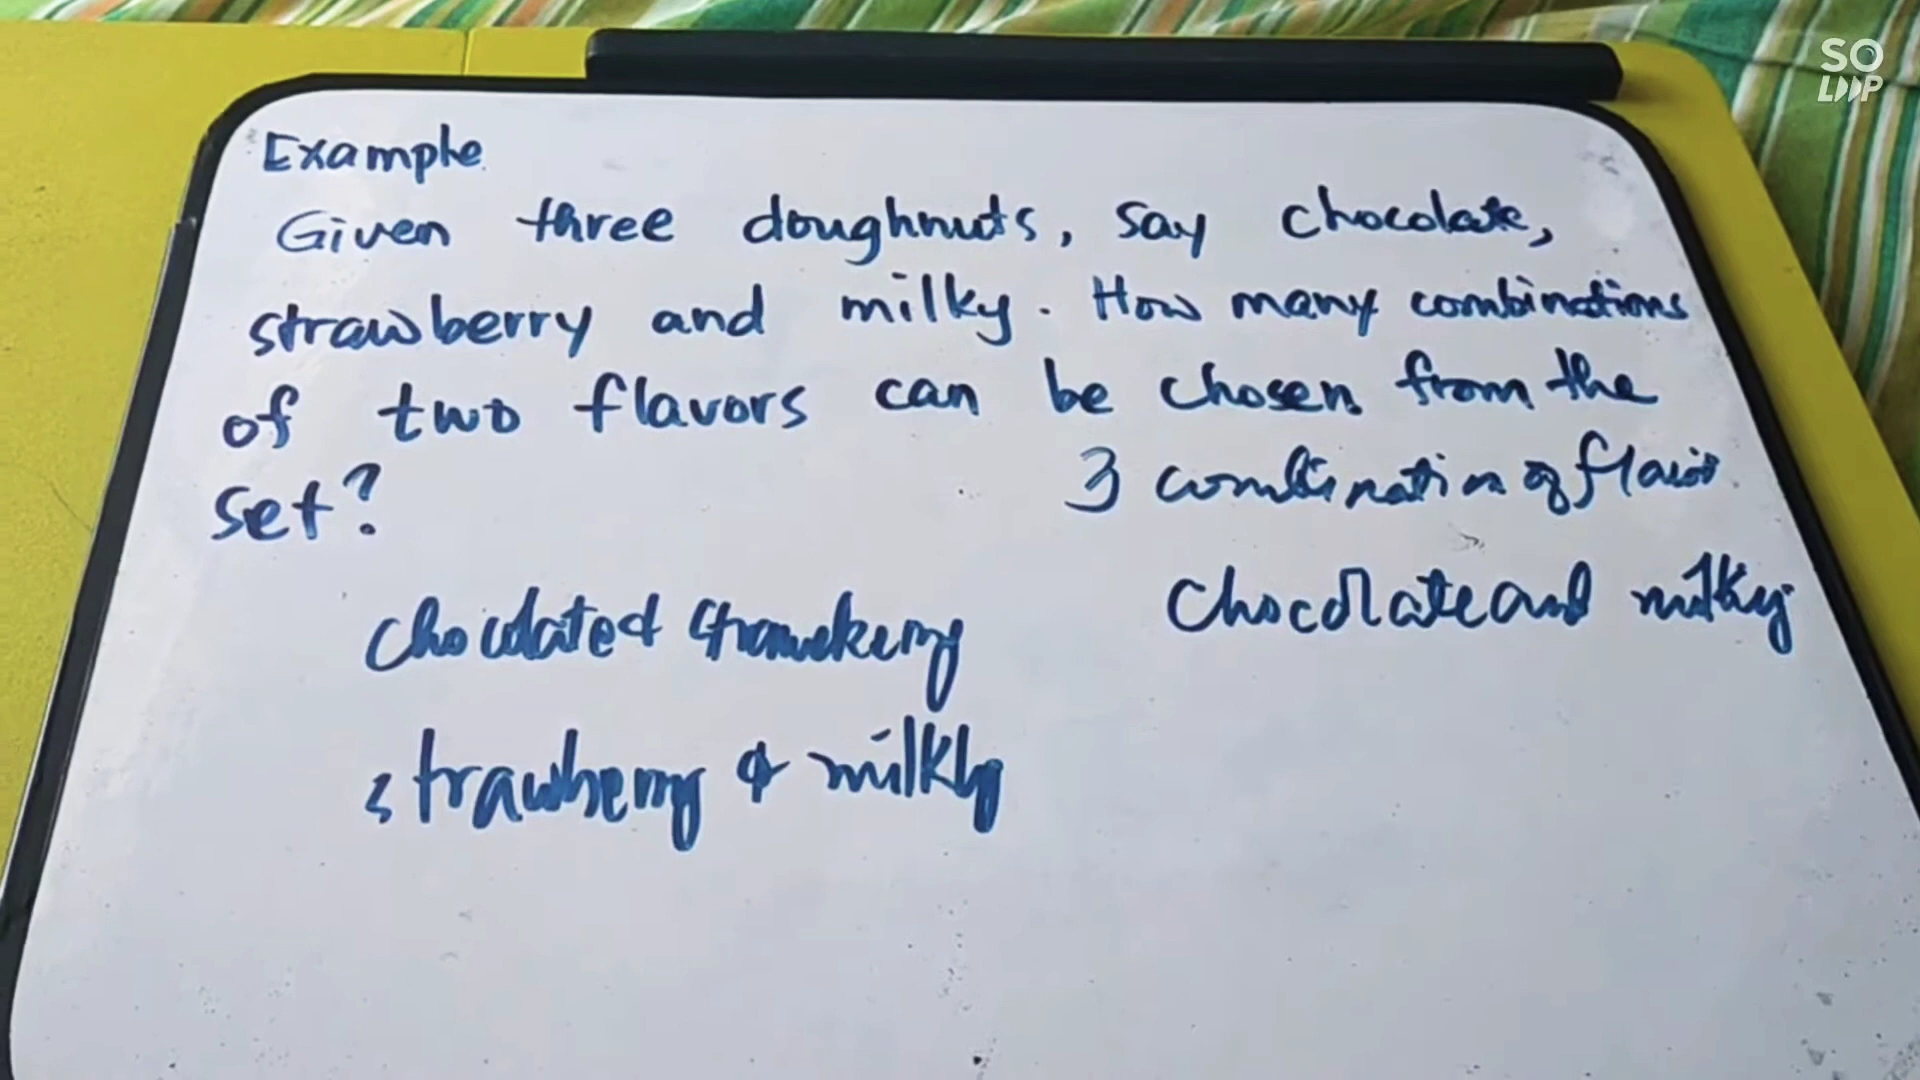 SO
LOOP
Example
Given three doughnuts, say chocolate,
strawberry and milky. How many combinations
of two flavors can be chosen from the
set?
3 combination of flavor
chocolate & strawberry
chocolate and milky
strawberry & milky